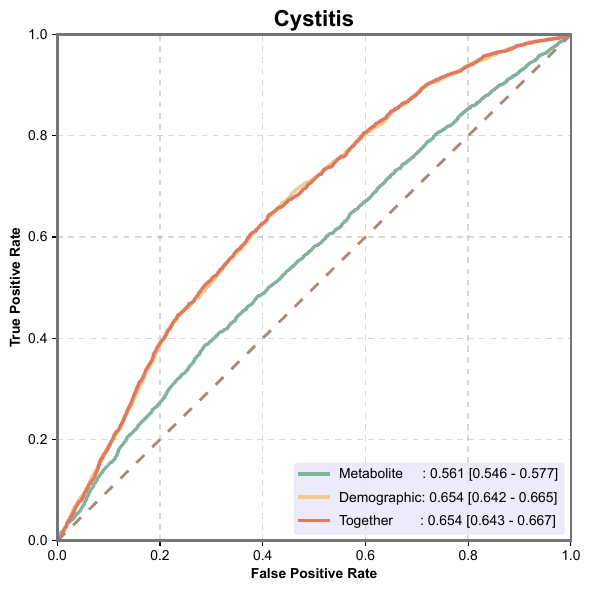 Cystitis
True Positive Rate
1.0
0.8
0.6
0.4
0.2
0.0
Metabolite : 0.561 [0.546 - 0.577]
Demographic: 0.654 [0.642 - 0.665]
Together : 0.654 [0.643 - 0.667]
0.0 0.2 0.4 0.6 0.8 1.0
False Positive Rate